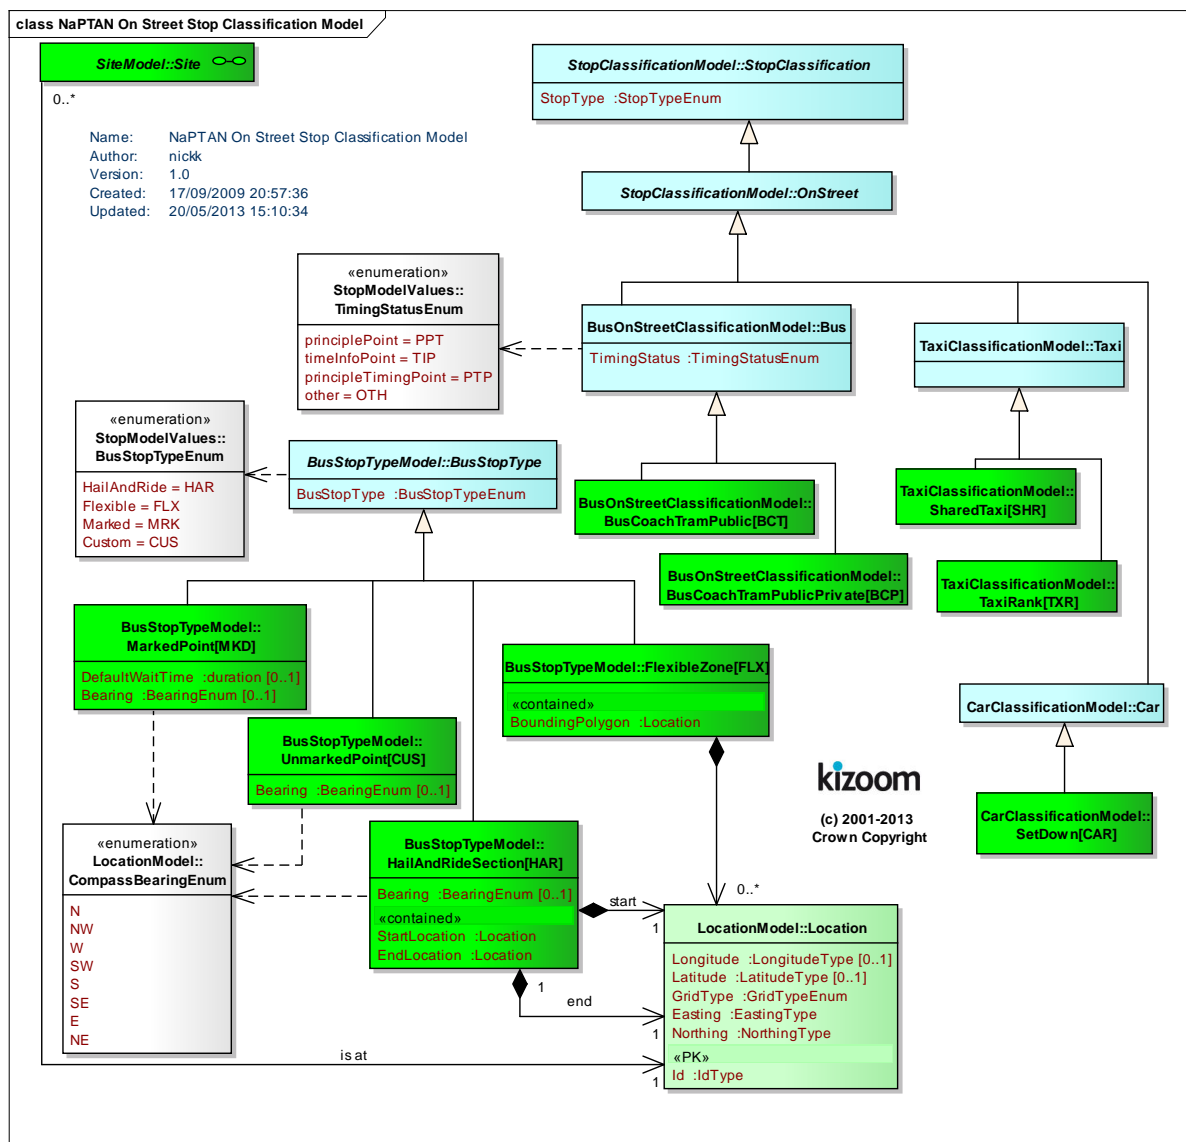 class NaPTAN On Street Stop Classification Model
SiteModel::Site
0..*
Name: NaPTAN On Street Stop Classification Model
Author: nickk
Version: 1.0
Created: 17/09/2009 20:57:36
Updated: 20/05/2013 15:10:34
StopClassificationModel::StopClassification
StopType :StopTypeEnum
StopClassificationModel::OnStreet
«enumeration»
StopModelValues::
TimingStatusEnum
principlePoint = PPT
timeInfoPoint = TIP
principleTimingPoint = PTP
other = OTH
BusOnStreetClassificationModel::Bus
TimingStatus :TimingStatusEnum
TaxiClassificationModel::Taxi
«enumeration»
StopModelValues::
BusStopTypeEnum
HailAndRide = HAR
Flexible = FLX
Marked = MRK
Custom = CUS
BusStopTypeModel::BusStopType
BusStopType :BusStopTypeEnum
BusOnStreetClassificationModel::
BusCoachTramPublic[BCT]
TaxiClassificationModel::
SharedTaxi[SHR]
BusOnStreetClassificationModel::
BusCoachTramPublicPrivate[BCP]
TaxiClassificationModel::
TaxiRank[TXR]
BusStopTypeModel::
MarkedPoint[MKD]
DefaultWaitTime :duration [0..1]
Bearing :BearingEnum [0..1]
BusStopTypeModel::FlexibleZone[FLX]
«contained»
BoundingPolygon :Location
CarClassificationModel::Car
BusStopTypeModel::
UnmarkedPoint[CUS]
Bearing :BearingEnum [0..1]
kizoom
(c) 2001-2013
Crown Copyright
CarClassificationModel::
SetDown[CAR]
«enumeration»
LocationModel::
CompassBearingEnum
N
NW
W
SW
S
SE
E
NE
BusStopTypeModel::
HailAndRideSection[HAR]
Bearing :BearingEnum [0..1]
«contained»
StartLocation :Location
EndLocation :Location
start
1
0..*
1
end
1
LocationModel::Location
Longitude :LongitudeType [0..1]
Latitude :LatitudeType [0..1]
GridType :GridTypeEnum
Easting :EastingType
Northing :NorthingType
«PK»
Id :IdType
is at
1